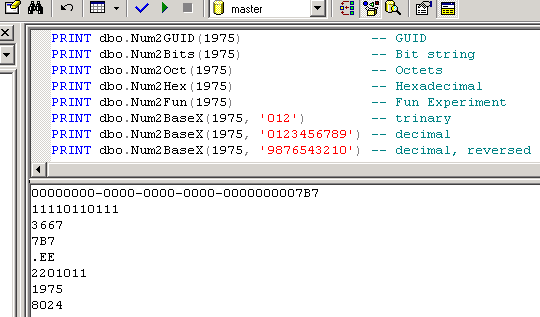 master
PRINT dbo.Num2GUID(1975) -- GUID
PRINT dbo.Num2Bits(1975) -- Bit string
PRINT dbo.Num2Oct(1975) -- Octets
PRINT dbo.Num2Hex(1975) -- Hexadecimal
PRINT dbo.Num2Fun(1975) -- Fun Experiment
PRINT dbo.Num2BaseX(1975, '012') -- trinary
PRINT dbo.Num2BaseX(1975, '0123456789') -- decimal
PRINT dbo.Num2BaseX(1975, '9876543210') -- decimal, reversed
00000000-0000-0000-0000-0000000007B7
11110110111
3667
7B7
.EE
2201011
1975
8024